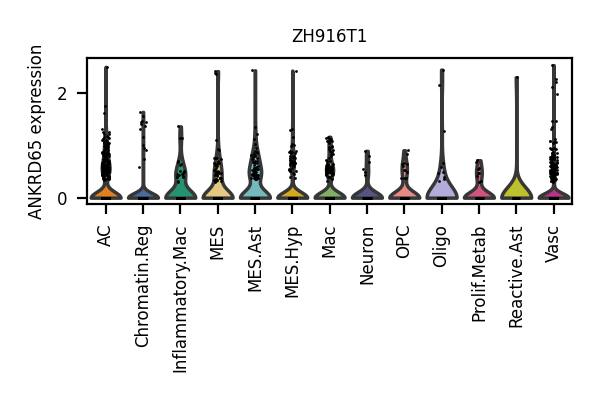 ZH916T1
ANKRD65 expression
2
0
AC
Chromatin.Reg
Inflammatory.Mac
MES
MES.Ast
MES.Hyp
Mac
Neuron
OPC
Oligo
Prolif.Metab
Reactive.Ast
Vasc